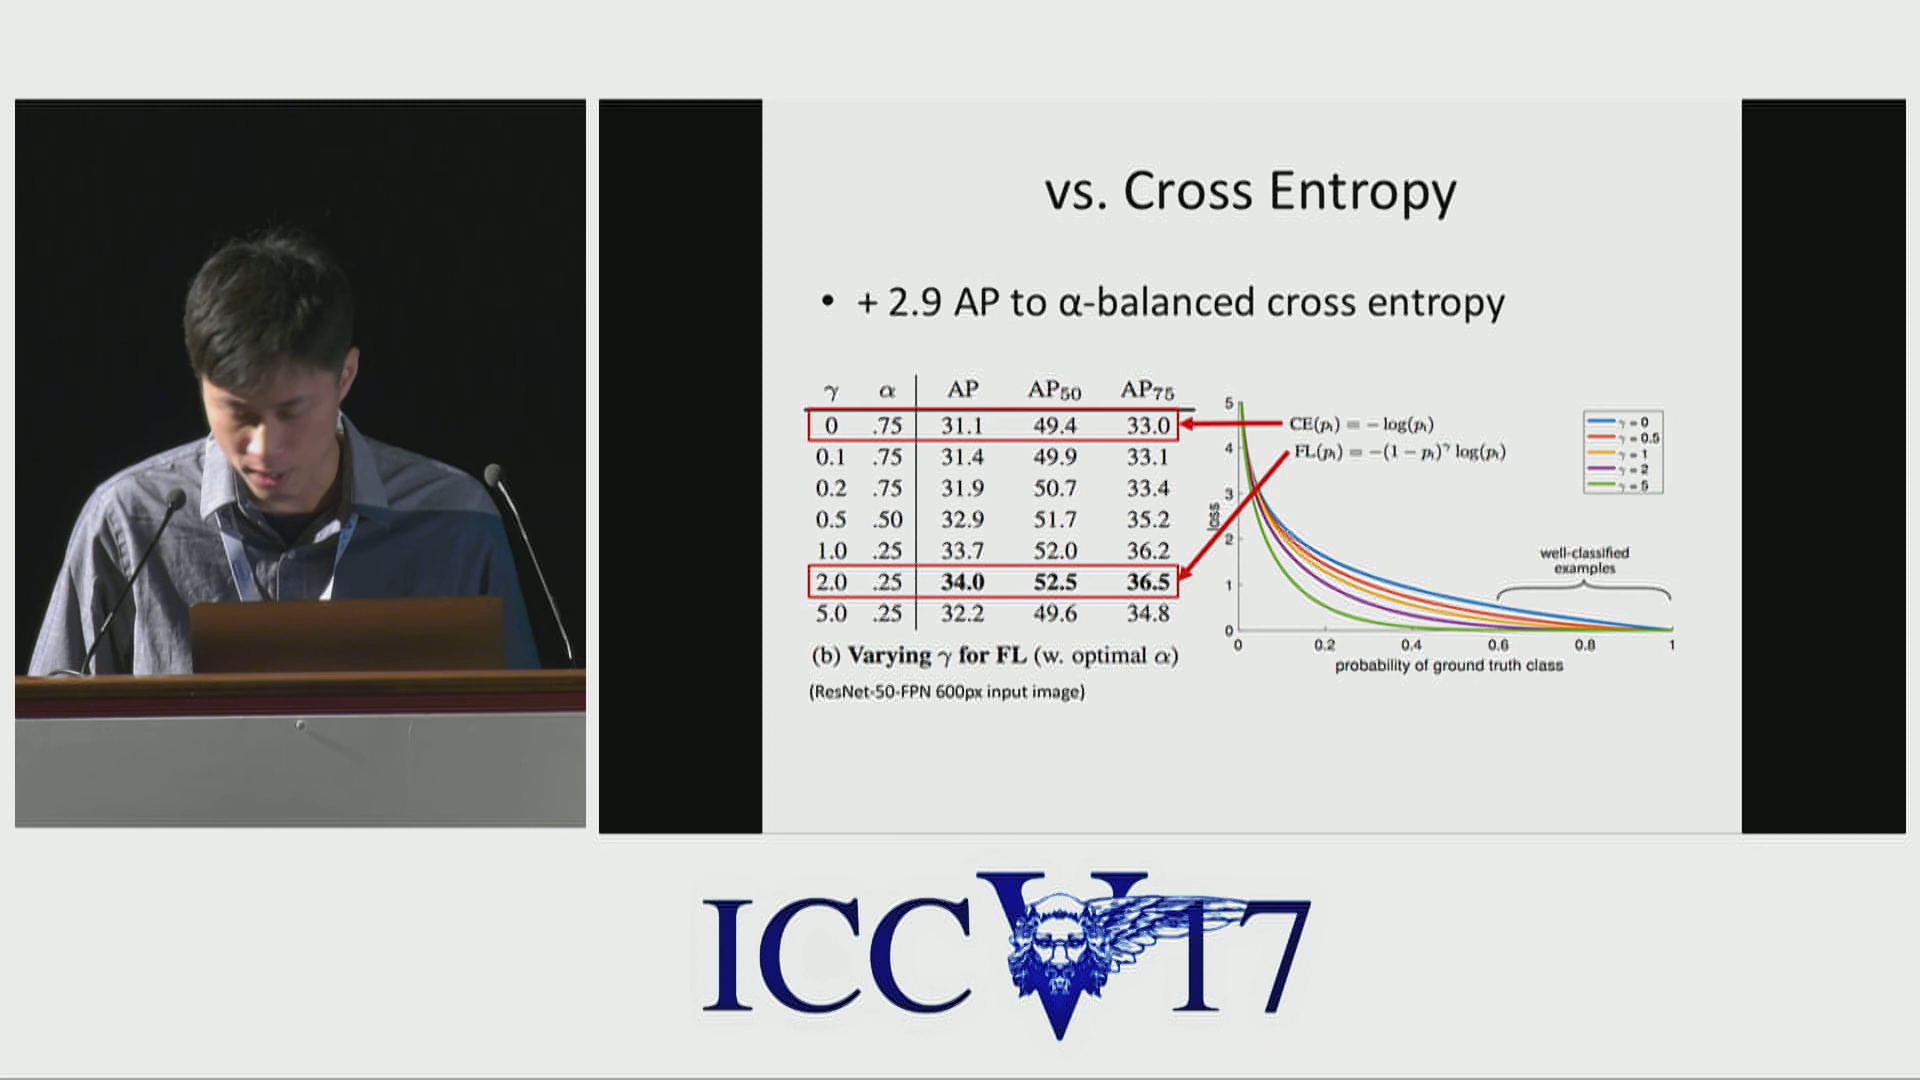 vs. Cross Entropy
• + 2.9 AP to α-balanced cross entropy
γ α AP AP50 AP75
0 .75 31.1 49.4 33.0
0.1 .75 31.4 49.9 33.1
0.2 .75 31.9 50.7 33.4
0.5 .50 32.9 51.7 35.2
1.0 .25 33.7 52.0 36.2
2.0 .25 34.0 52.5 36.5
5.0 .25 32.2 49.6 34.8
(b) Varying γ for FL (w. optimal α)
(ResNet-50-FPN 600px input image)
CE(pt) = − log(pt)
FL(pt) = −(1 − pt)^γ log(pt)
γ = 0
γ = 0.5
γ = 1
γ = 2
γ = 5
well-classified
examples
5
4
3
2
1
0
loss
0 0.2 0.4 0.6 0.8 1
probability of ground truth class
ICCV17